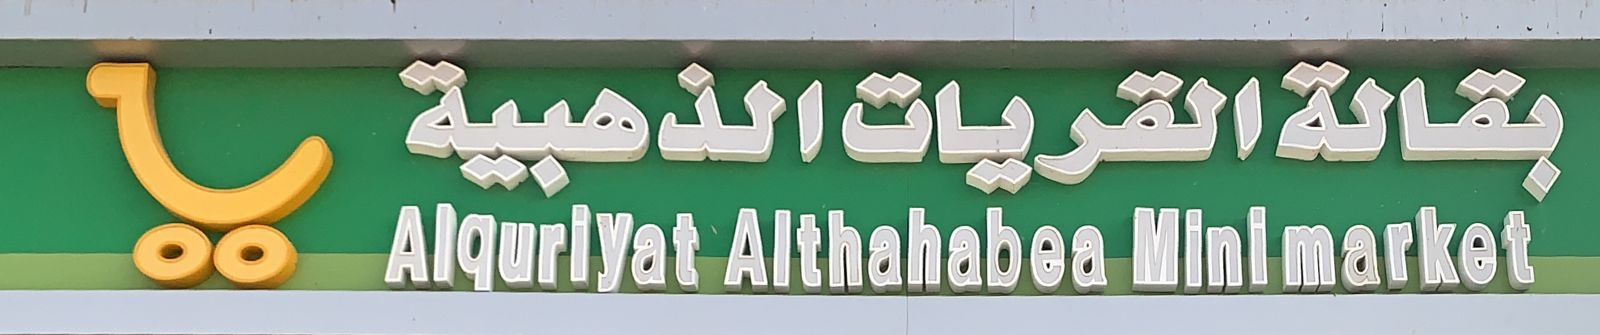 بقالة القريات الذهبية
Alquriyat Althahabea Mini market